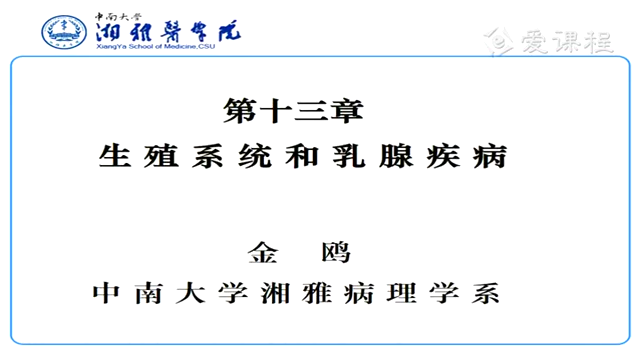 中南大学
湘雅醫学院
XiangYa School of Medicine,CSU
爱课程
第十三章
生殖系统和乳腺疾病
金 鸥
中南大学湘雅病理学系